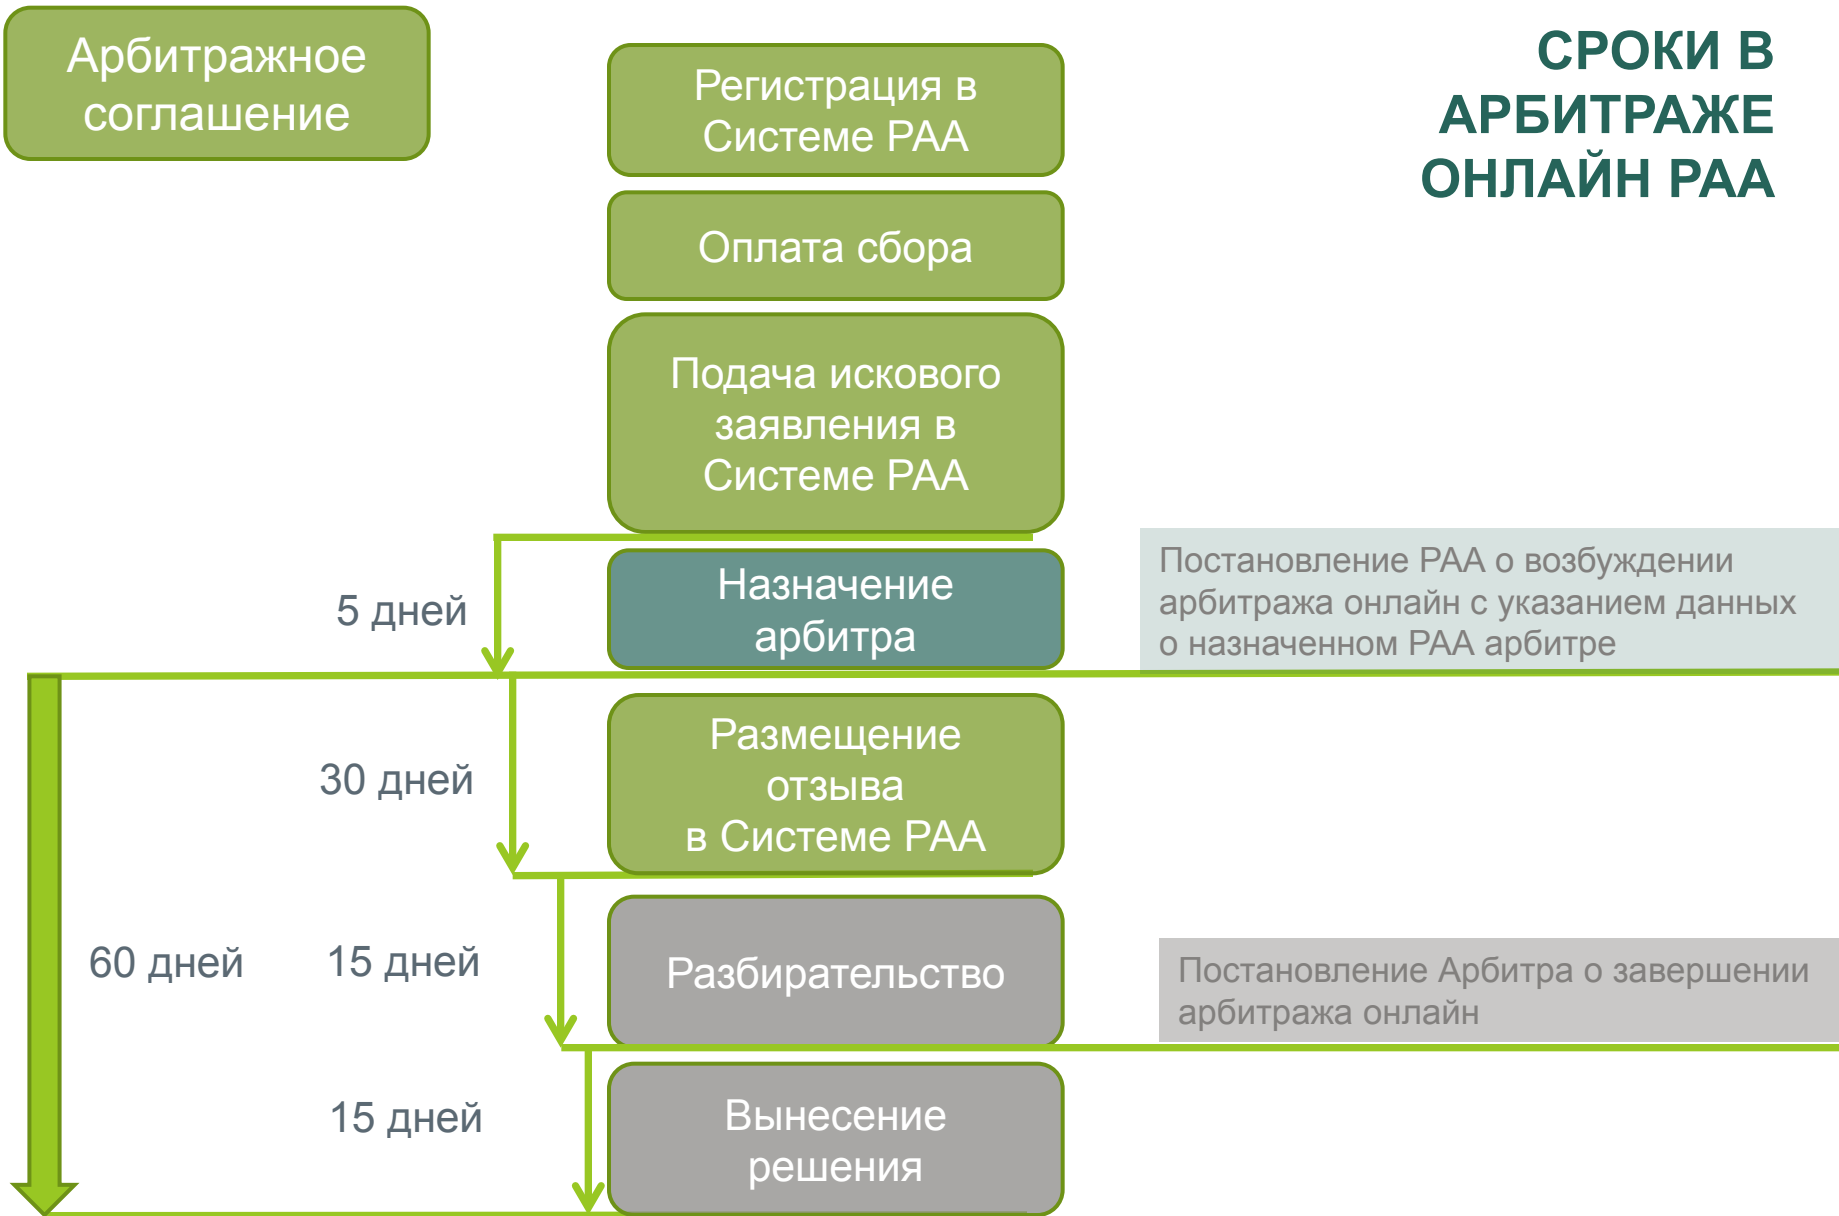 Арбитражное
соглашение
СРОКИ В
АРБИТРАЖЕ
ОНЛАЙН РАА
Регистрация в
Системе РАА
Оплата сбора
Подача искового
заявления в
Системе РАА
5 дней
Назначение
арбитра
Постановление РАА о возбуждении
арбитража онлайн с указанием данных
о назначенном РАА арбитре
30 дней
Размещение
отзыва
в Системе РАА
60 дней
15 дней
Разбирательство
Постановление Арбитра о завершении
арбитража онлайн
15 дней
Вынесение
решения